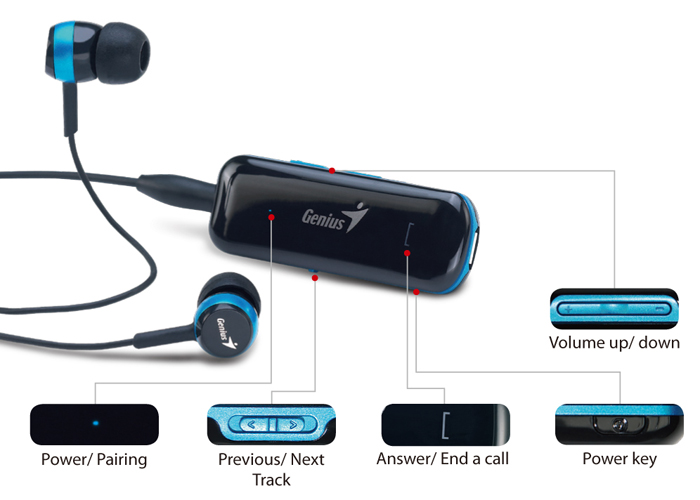 Genius
Genius
Volume up/ down
Power/ Pairing
Previous/ Next
Track
Answer/ End a call
Power key